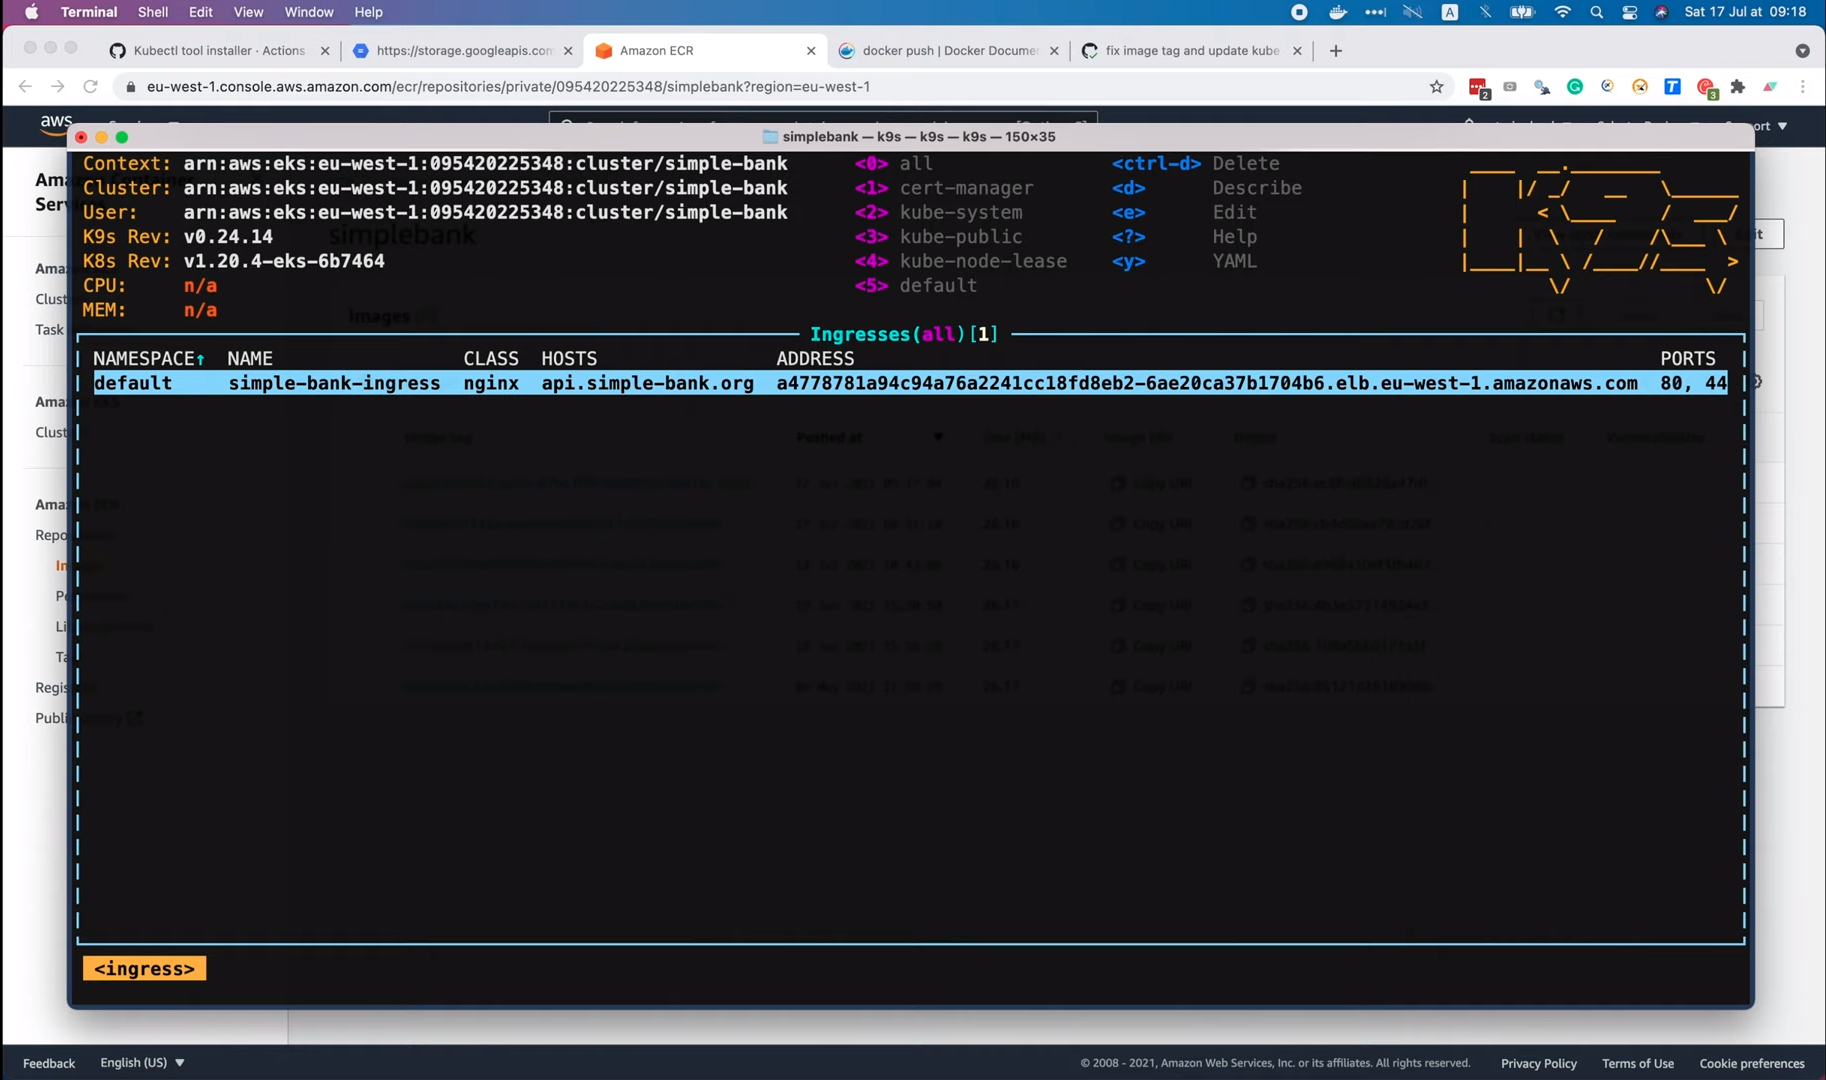 Terminal Shell Edit View Window Help A Sat 17 Jul at 09:18
Kubectl tool installer · Actions https://storage.googleapis.com Amazon ECR docker push | Docker Docume fix image tag and update kube
eu-west-1.console.aws.amazon.com/ecr/repositories/private/095420225348/simplebank?region=eu-west-1
aws
simplebank — k9s — k9s — k9s — 150×35
Context: arn:aws:eks:eu-west-1:095420225348:cluster/simple-bank <0> all <ctrl-d> Delete
Cluster: arn:aws:eks:eu-west-1:095420225348:cluster/simple-bank <1> cert-manager <d> Describe
User: arn:aws:eks:eu-west-1:095420225348:cluster/simple-bank <2> kube-system <e> Edit
K9s Rev: v0.24.14 <3> kube-public <?> Help
K8s Rev: v1.20.4-eks-6b7464 <4> kube-node-lease <y> YAML
CPU: n/a <5> default
MEM: n/a
simplebank
Images
Ingresses(all)[1]
NAMESPACE↑ NAME CLASS HOSTS ADDRESS PORTS
default simple-bank-ingress nginx api.simple-bank.org a4778781a94c94a76a2241cc18fd8eb2-6ae20ca37b1704b6.elb.eu-west-1.amazonaws.com 80, 44
Pushed at
<ingress>
Feedback English (US) © 2008 - 2021, Amazon Web Services, Inc. or its affiliates. All rights reserved. Privacy Policy Terms of Use Cookie preferences